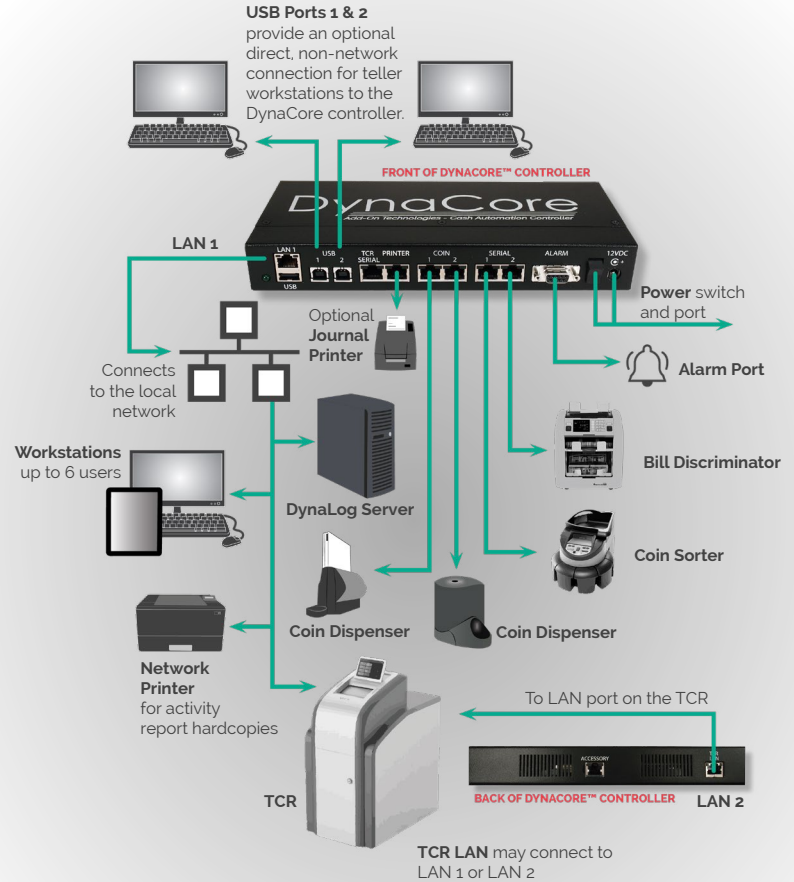 USB Ports 1 & 2
provide an optional
direct, non-network
connection for teller
workstations to the
DynaCore controller.
FRONT OF DYNACORE™ CONTROLLER
DynaCore
Add-On Technologies - Cash Automation Controller
LAN 1
LAN 1
USB
1
2
TCR
SERIAL
PRINTER
COIN
1
2
SERIAL
1
2
ALARM
12VDC
USB
Power switch
and port
Optional
Journal
Printer
Alarm Port
Connects
to the local
network
Workstations
up to 6 users
Bill Discriminator
DynaLog Server
Coin Sorter
Coin Dispenser
Coin Dispenser
Network
Printer
for activity
report hardcopies
To LAN port on the TCR
ACCESSORY
LAN
TCR
BACK OF DYNACORE™ CONTROLLER
LAN 2
TCR LAN may connect to
LAN 1 or LAN 2